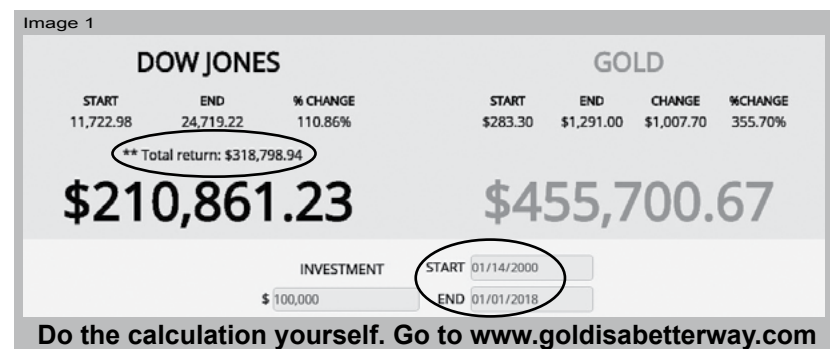 Image 1
DOW JONES
START END % CHANGE
11,722.98 24,719.22 110.86%
** Total return: $318,798.94
$210,861.23
GOLD
START END CHANGE %CHANGE
$283.30 $1,291.00 $1,007.70 355.70%
$455,700.67
INVESTMENT
$ 100,000
START 01/14/2000
END 01/01/2018
Do the calculation yourself. Go to www.goldisabetterway.com